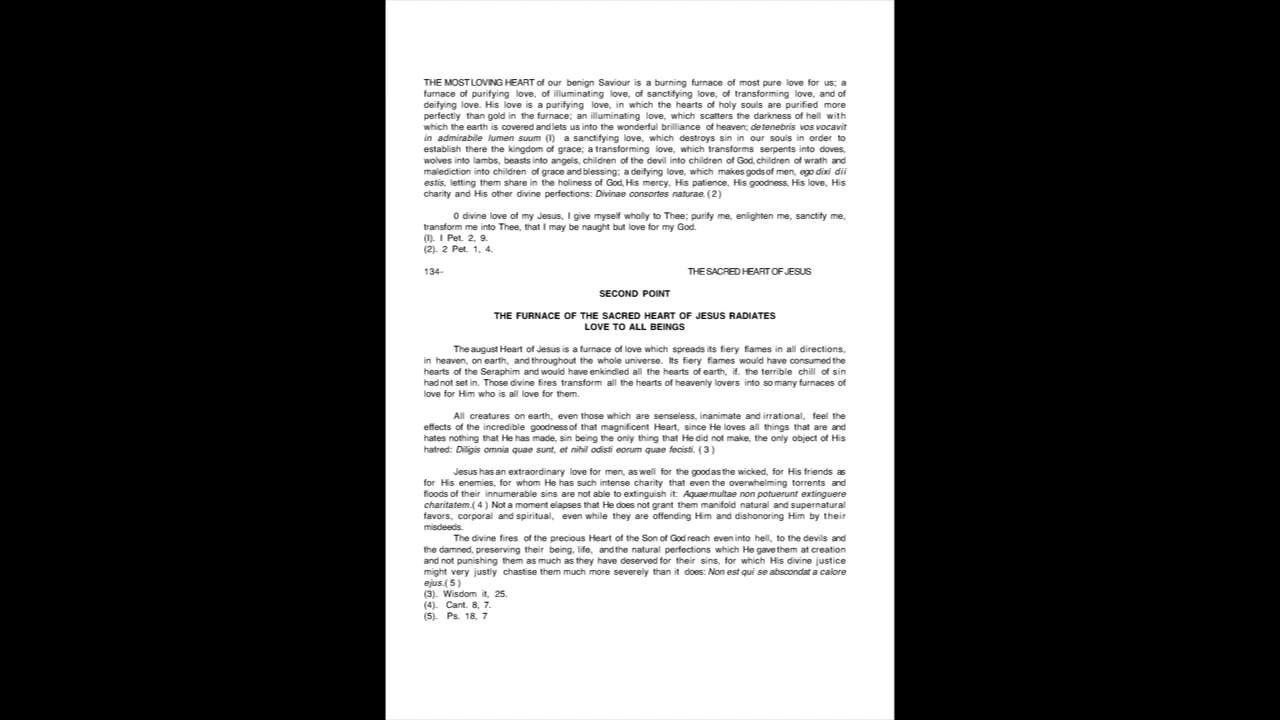 THE MOST LOVING HEART of our benign Saviour is a burning furnace of most pure love for us; a
furnace of purifying love, of illuminating love, of sanctifying love, of transforming love, and of
deifying love. His love is a purifying love, in which the hearts of holy souls are purified more
perfectly than gold in the furnace; an illuminating love, which scatters the darkness of hell with
which the earth is covered and lets us into the wonderful brilliance of heaven; de tenebris vos vocavit
in admirabile lumen suum (I) a sanctifying love, which destroys sin in our souls in order to
establish there the kingdom of grace; a transforming love, which transforms serpents into doves,
wolves into lambs, beasts into angels, children of the devil into children of God, children of wrath and
malediction into children of grace and blessing; a deifying love, which makes gods of men, ego dixi dii
estis, letting them share in the holiness of God, His mercy, His patience, His goodness, His love, His
charity and His other divine perfections: Divinae consortes naturae. ( 2 )
0 divine love of my Jesus, I give myself wholly to Thee; purify me, enlighten me, sanctify me,
transform me into Thee, that I may be naught but love for my God.
(I). I Pet. 2, 9.
(2). 2 Pet. 1, 4.
134- THE SACRED HEART OF JESUS
SECOND POINT
THE FURNACE OF THE SACRED HEART OF JESUS RADIATES
LOVE TO ALL BEINGS
The august Heart of Jesus is a furnace of love which spreads its fiery flames in all directions,
in heaven, on earth, and throughout the whole universe. Its fiery flames would have consumed the
hearts of the Seraphim and would have enkindled all the hearts of earth, if. the terrible chill of sin
had not set in. Those divine fires transform all the hearts of heavenly lovers into so many furnaces of
love for Him who is all love for them.
All creatures on earth, even those which are senseless, inanimate and irrational, feel the
effects of the incredible goodness of that magnificent Heart, since He loves all things that are and
hates nothing that He has made, sin being the only thing that He did not make, the only object of His
hatred: Diligis omnia quae sunt, et nihil odisti eorum quae fecisti. ( 3 )
Jesus has an extraordinary love for men, as well for the good as the wicked, for His friends as
for His enemies, for whom He has such intense charity that even the overwhelming torrents and
floods of their innumerable sins are not able to extinguish it: Aquae multae non potuerunt extinguere
charitatem.( 4 ) Not a moment elapses that He does not grant them manifold natural and supernatural
favors, corporal and spiritual, even while they are offending Him and dishonoring Him by their
misdeeds.
The divine fires of the precious Heart of the Son of God reach even into hell, to the devils and
the damned, preserving their being, life, and the natural perfections which He gave them at creation
and not punishing them as much as they have deserved for their sins, for which His divine justice
might very justly chastise them much more severely than it does: Non est qui se abscondat a calore
ejus.( 5 )
(3). Wisdom it, 25.
(4). Cant. 8, 7.
(5). Ps. 18, 7